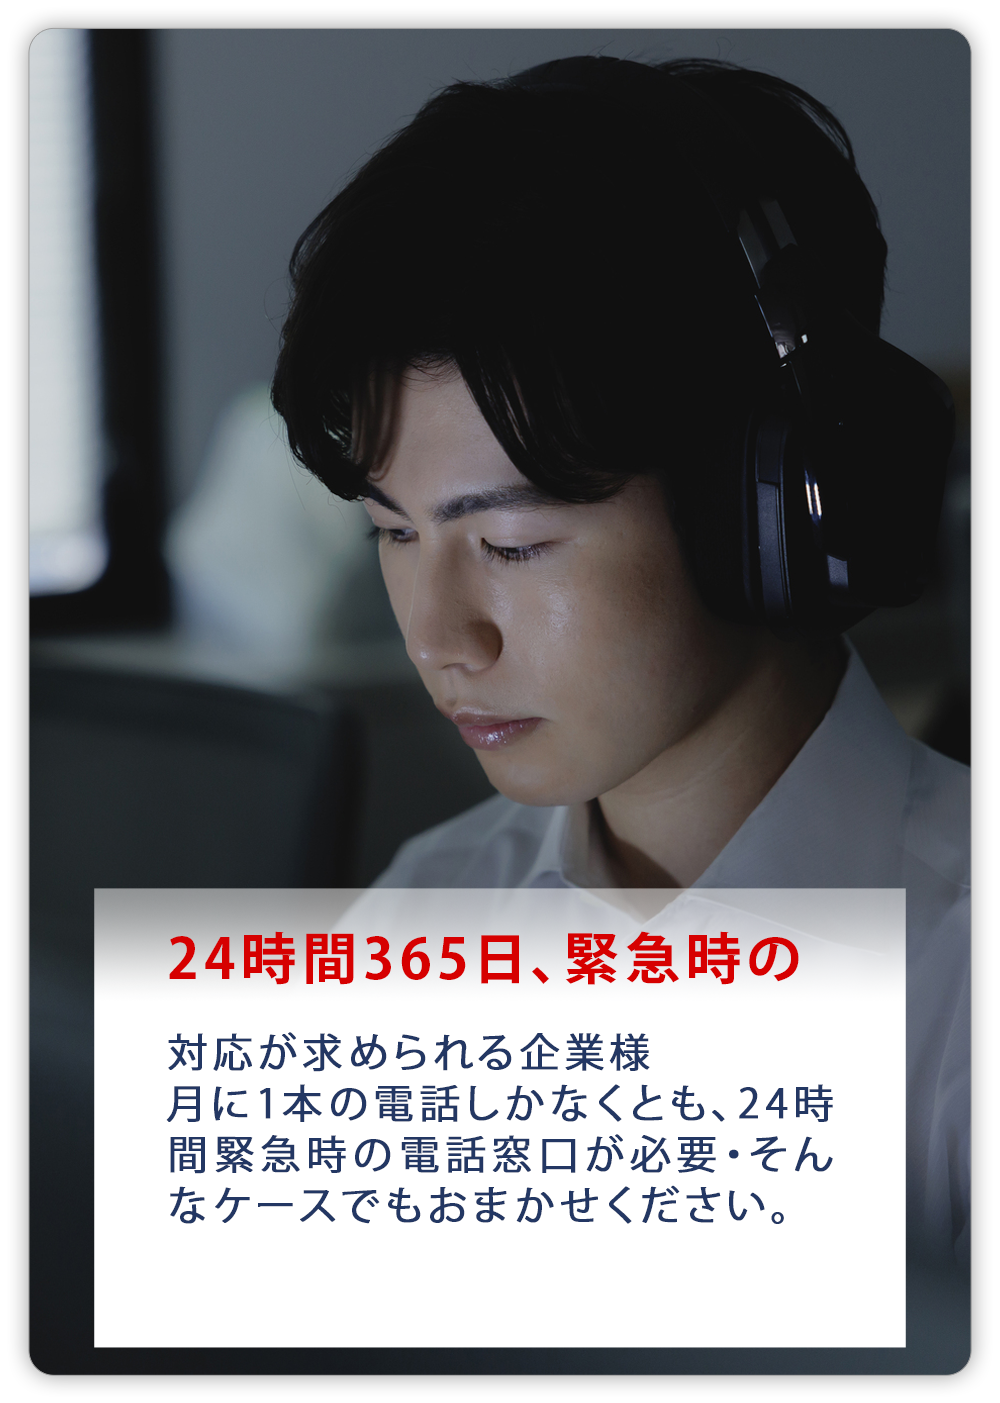 24時間365日、緊急時の
対応が求められる企業様
月に1本の電話しかなくとも、24時
間緊急時の電話窓口が必要・そん
なケースでもおまかせください。